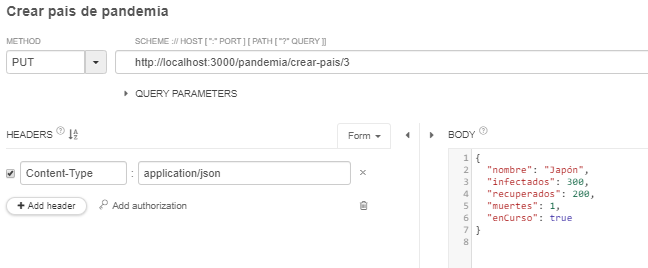 Crear país de pandemia
METHOD
SCHEME :// HOST [ ":" PORT ] [ PATH [ "?" QUERY ]]
PUT
http://localhost:3000/pandemia/crear-pais/3
QUERY PARAMETERS
HEADERS ? A Z
Form
Content-Type : application/json ×
+ Add header
Add authorization
BODY ?
1 {
2 "nombre": "Japón",
3 "infectados": 300,
4 "recuperados": 200,
5 "muertes": 1,
6 "enCurso": true
7 }
8